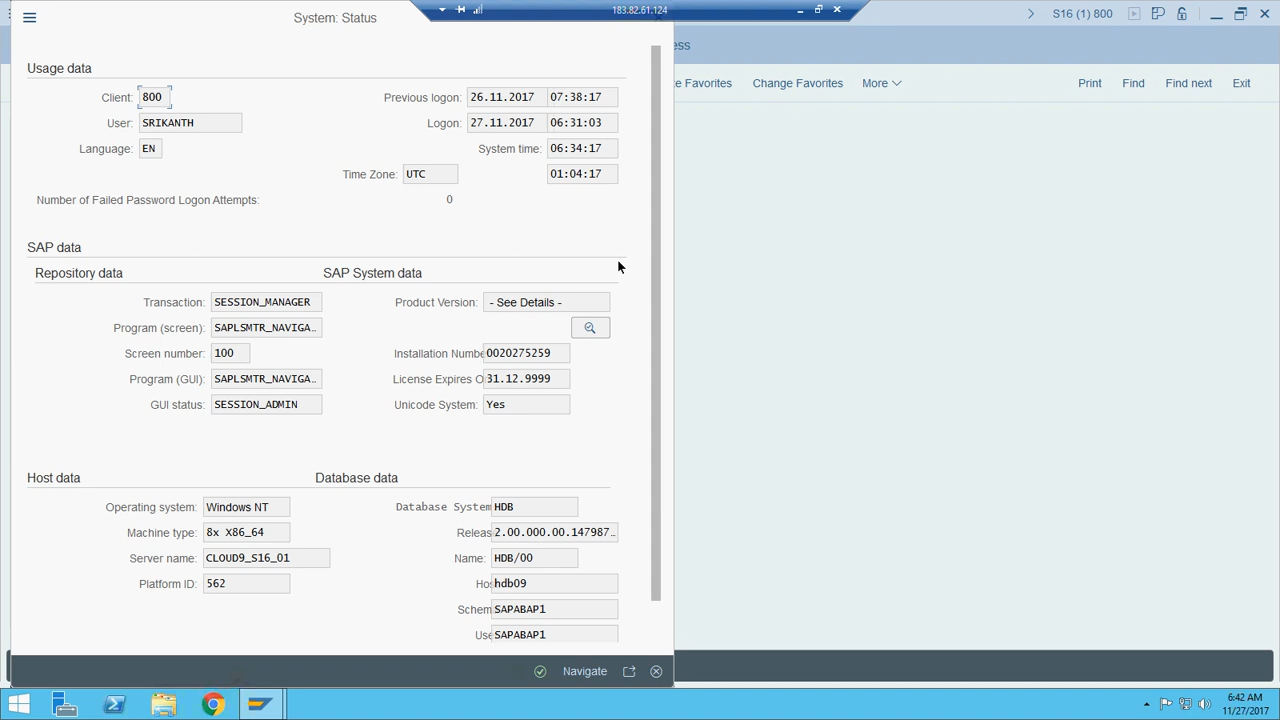 System: Status
183.82.61.124
S16 (1) 800
ess
Usage data
Client: 800
Previous logon: 26.11.2017 07:38:17
User: SRIKANTH
Logon: 27.11.2017 06:31:03
Language: EN
System time: 06:34:17
Time Zone: UTC 01:04:17
Number of Failed Password Logon Attempts: 0
e Favorites
Change Favorites
More
Print
Find
Find next
Exit
SAP data
Repository data
SAP System data
Transaction: SESSION_MANAGER
Product Version: - See Details -
Program (screen): SAPLSMTR_NAVIGA..
Screen number: 100
Installation Numbe 0020275259
Program (GUI): SAPLSMTR_NAVIGA..
License Expires O 31.12.9999
GUI status: SESSION_ADMIN
Unicode System: Yes
Host data
Database data
Operating system: Windows NT
Database System HDB
Machine type: 8x X86_64
Releas 2.00.000.00.147987..
Server name: CLOUD9_S16_01
Name: HDB/00
Platform ID: 562
Hos hdb09
Schem SAPABAP1
Use SAPABAP1
Navigate
6:42 AM
11/27/2017